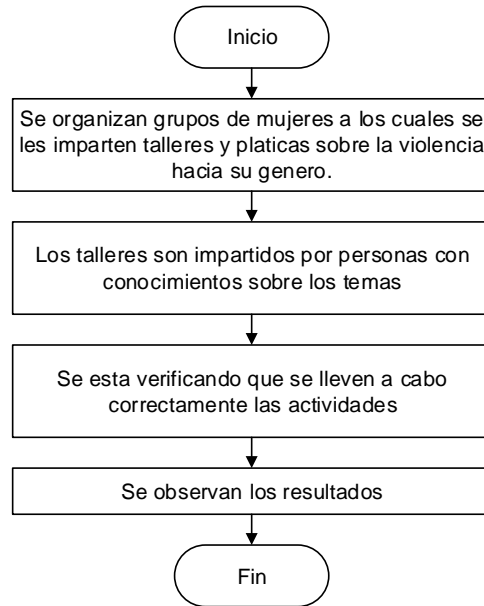 Inicio
Se organizan grupos de mujeres a los cuales se
les imparten talleres y platicas sobre la violencia
hacia su genero.
Los talleres son impartidos por personas con
conocimientos sobre los temas
Se esta verificando que se lleven a cabo
correctamente las actividades
Se observan los resultados
Fin